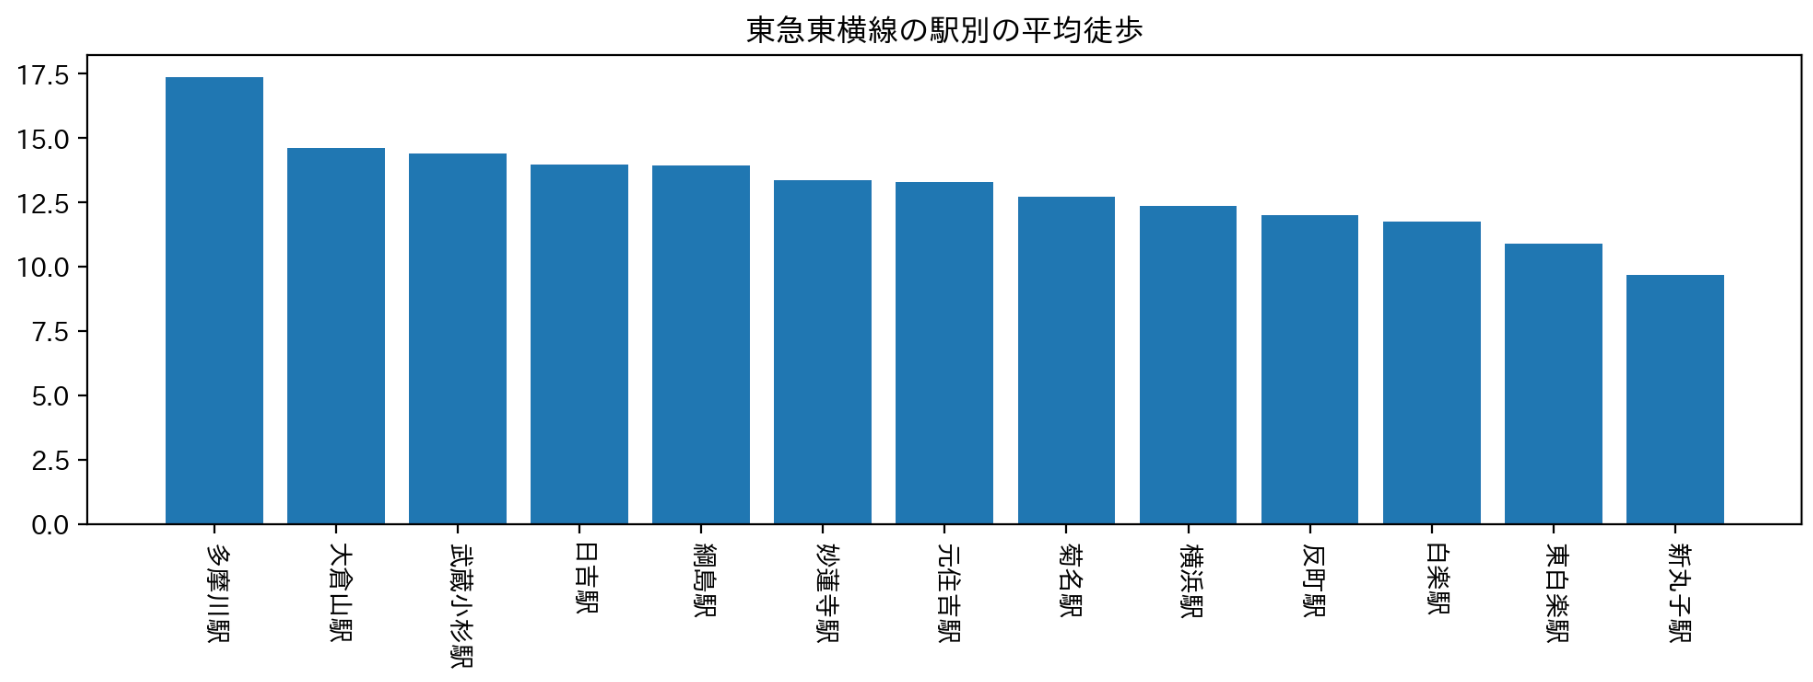 東急東横線の駅別の平均徒歩
17.5
15.0
12.5
10.0
7.5
5.0
2.5
0.0
多摩川駅
大倉山駅
武蔵小杉駅
日吉駅
綱島駅
妙蓮寺駅
元住吉駅
菊名駅
横浜駅
反町駅
白楽駅
東白楽駅
新丸子駅